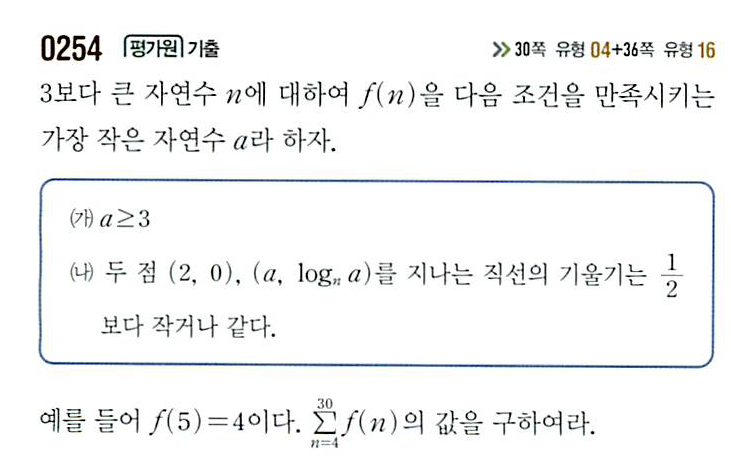 0254 평가원 기출 >> 30쪽 유형 04+36쪽 유형 16
3보다 큰 자연수 n에 대하여 f(n)을 다음 조건을 만족시키는
가장 작은 자연수 a라 하자.
㈎ a≥3
㈏ 두 점 (2, 0), (a, logₙ a)를 지나는 직선의 기울기는 1/2
보다 작거나 같다.
예를 들어 f(5)=4이다. ∑_{n=4}^{30} f(n)의 값을 구하여라.